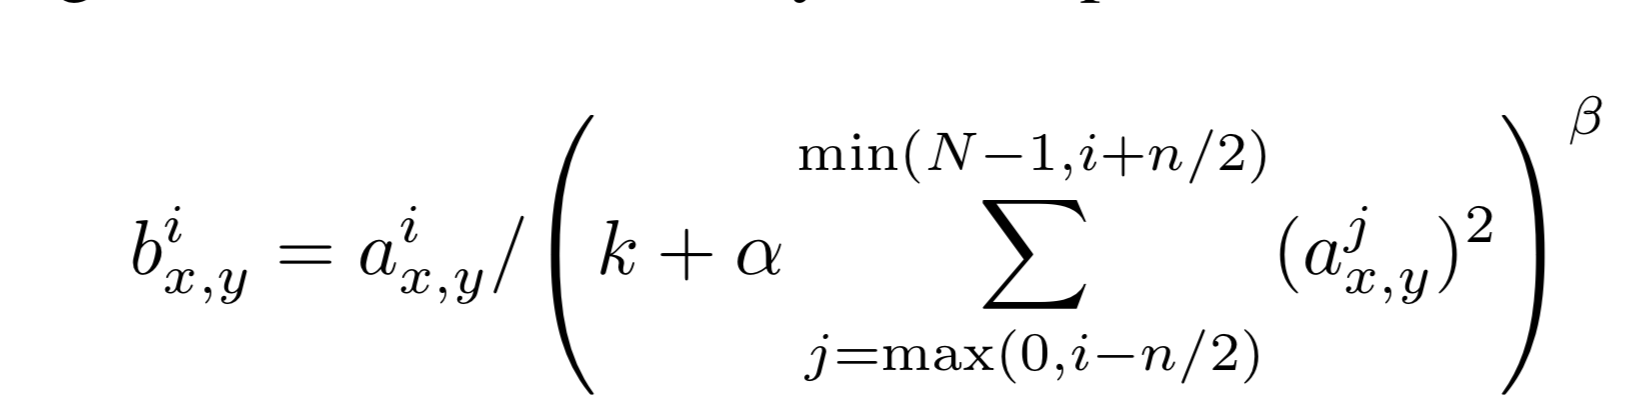 b^i_{x,y} = a^i_{x,y} / \left( k + \alpha \sum_{j=\max(0,i-n/2)}^{\min(N-1,i+n/2)} (a^j_{x,y})^2 \right)^\beta